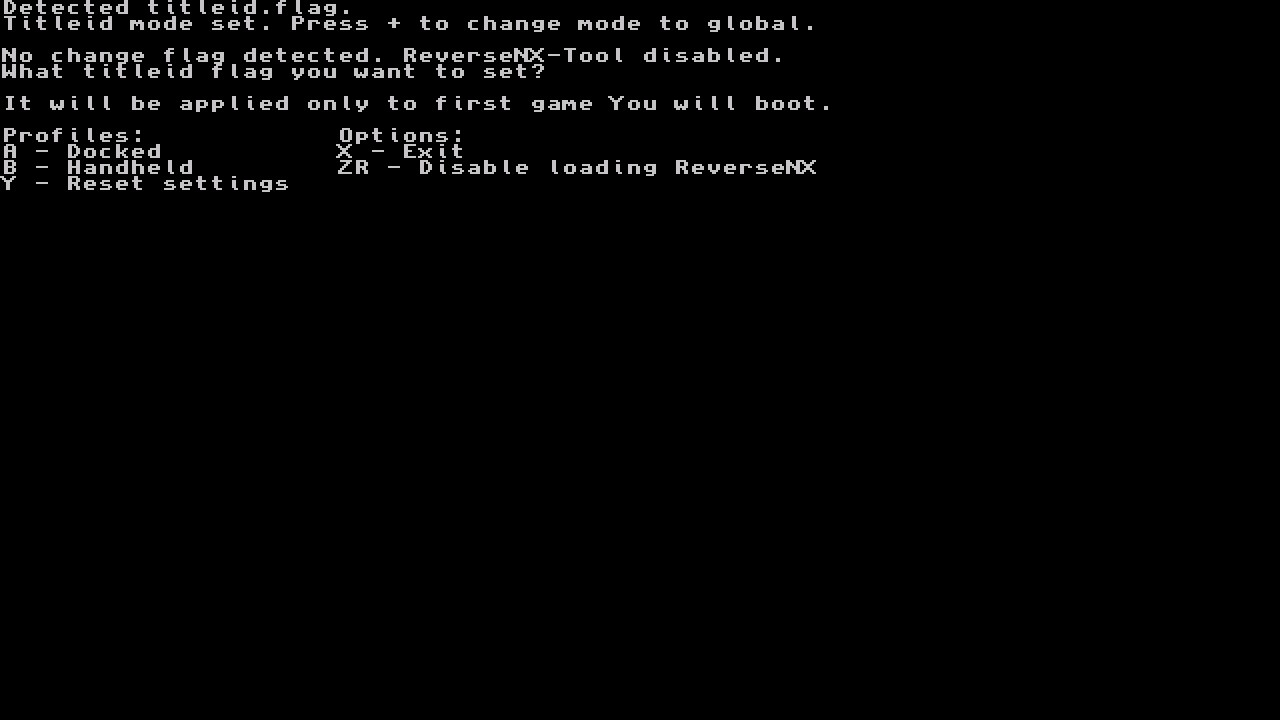 Detected titleid.flag.
Titleid mode set. Press + to change mode to global.
No change flag detected. ReverseNX-Tool disabled.
What titleid flag you want to set?
It will be applied only to first game You will boot.
Profiles: Options:
A - Docked X - Exit
B - Handheld ZR - Disable loading ReverseNX
Y - Reset settings